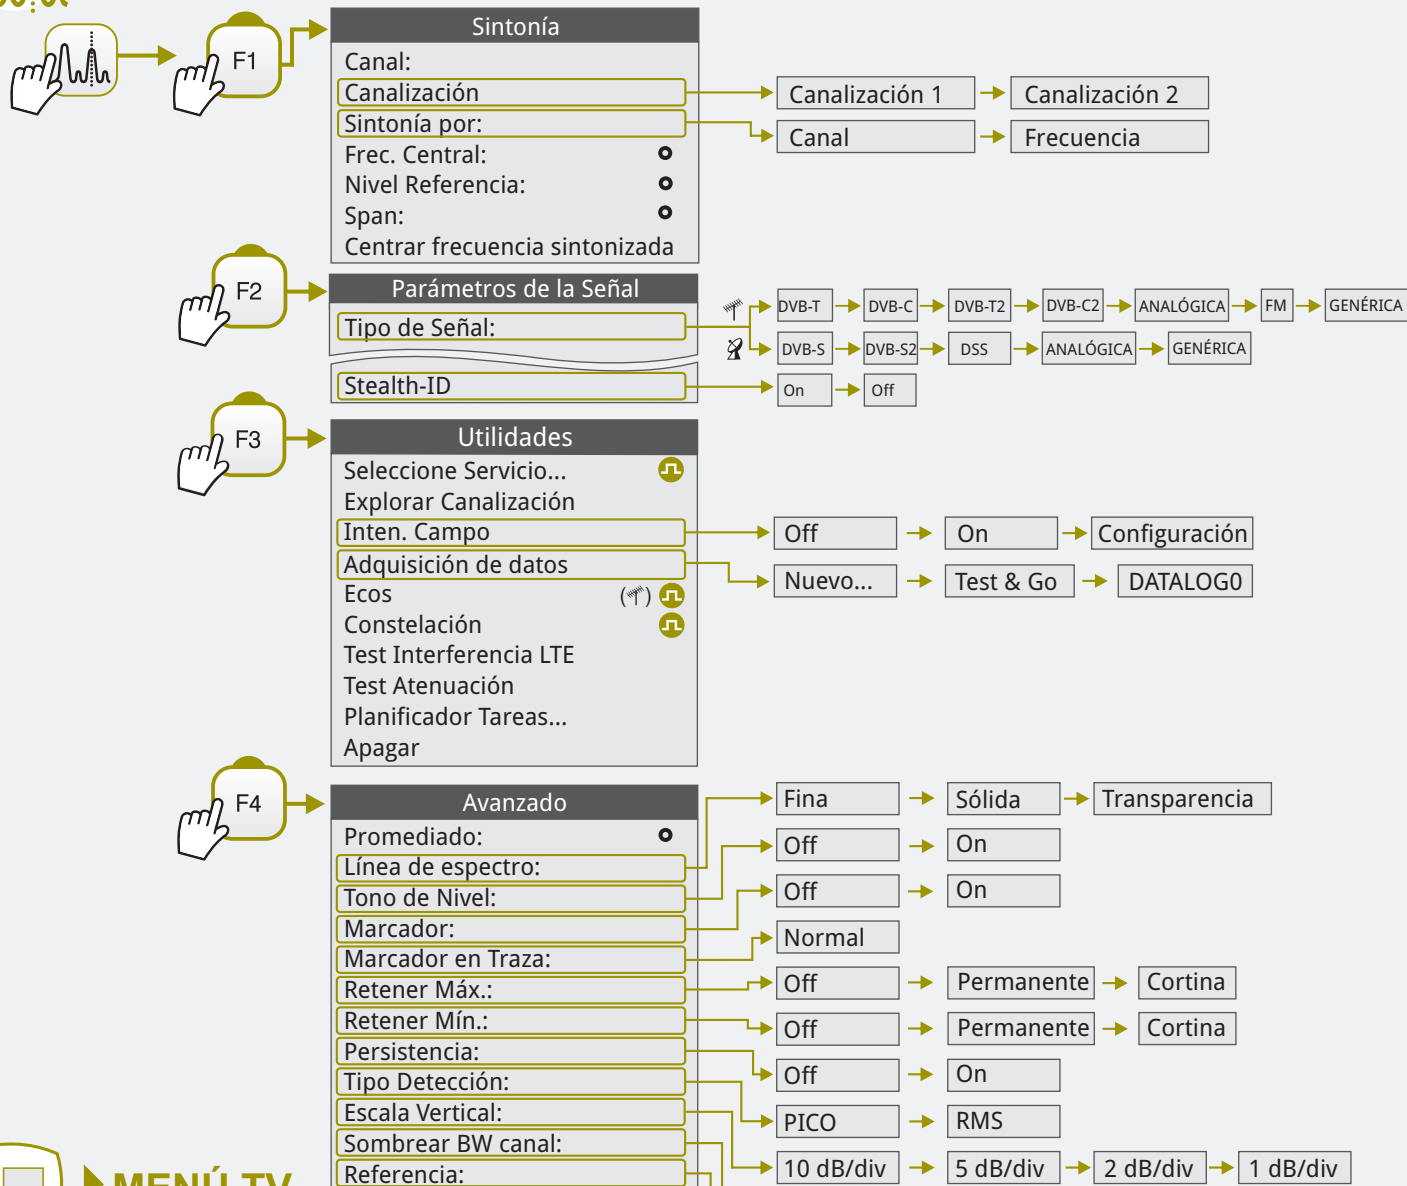 F1
Sintonía
Canal:
Canalización
Canalización 1
Canalización 2
Sintonía por:
Canal
Frecuencia
Frec. Central:
Nivel Referencia:
Span:
Centrar frecuencia sintonizada
F2
Parámetros de la Señal
Tipo de Señal:
DVB-T
DVB-C
DVB-T2
DVB-C2
ANALÓGICA
FM
GENÉRICA
DVB-S
DVB-S2
DSS
ANALÓGICA
GENÉRICA
Stealth-ID
On
Off
F3
Utilidades
Seleccione Servicio...
Explorar Canalización
Inten. Campo
Off
On
Configuración
Adquisición de datos
Nuevo...
Test & Go
DATALOG0
Ecos
Constelación
Test Interferencia LTE
Test Atenuación
Planificador Tareas...
Apagar
F4
Avanzado
Promediado:
Línea de espectro:
Fina
Sólida
Transparencia
Tono de Nivel:
Off
On
Marcador:
Off
On
Marcador en Traza:
Normal
Retener Máx.:
Off
Permanente
Cortina
Retener Mín.:
Off
Permanente
Cortina
Persistencia:
Off
On
Tipo Detección:
PICO
RMS
Escala Vertical:
10 dB/div
5 dB/div
2 dB/div
1 dB/div
Sombrear BW canal:
Referencia:
MENÚ TV